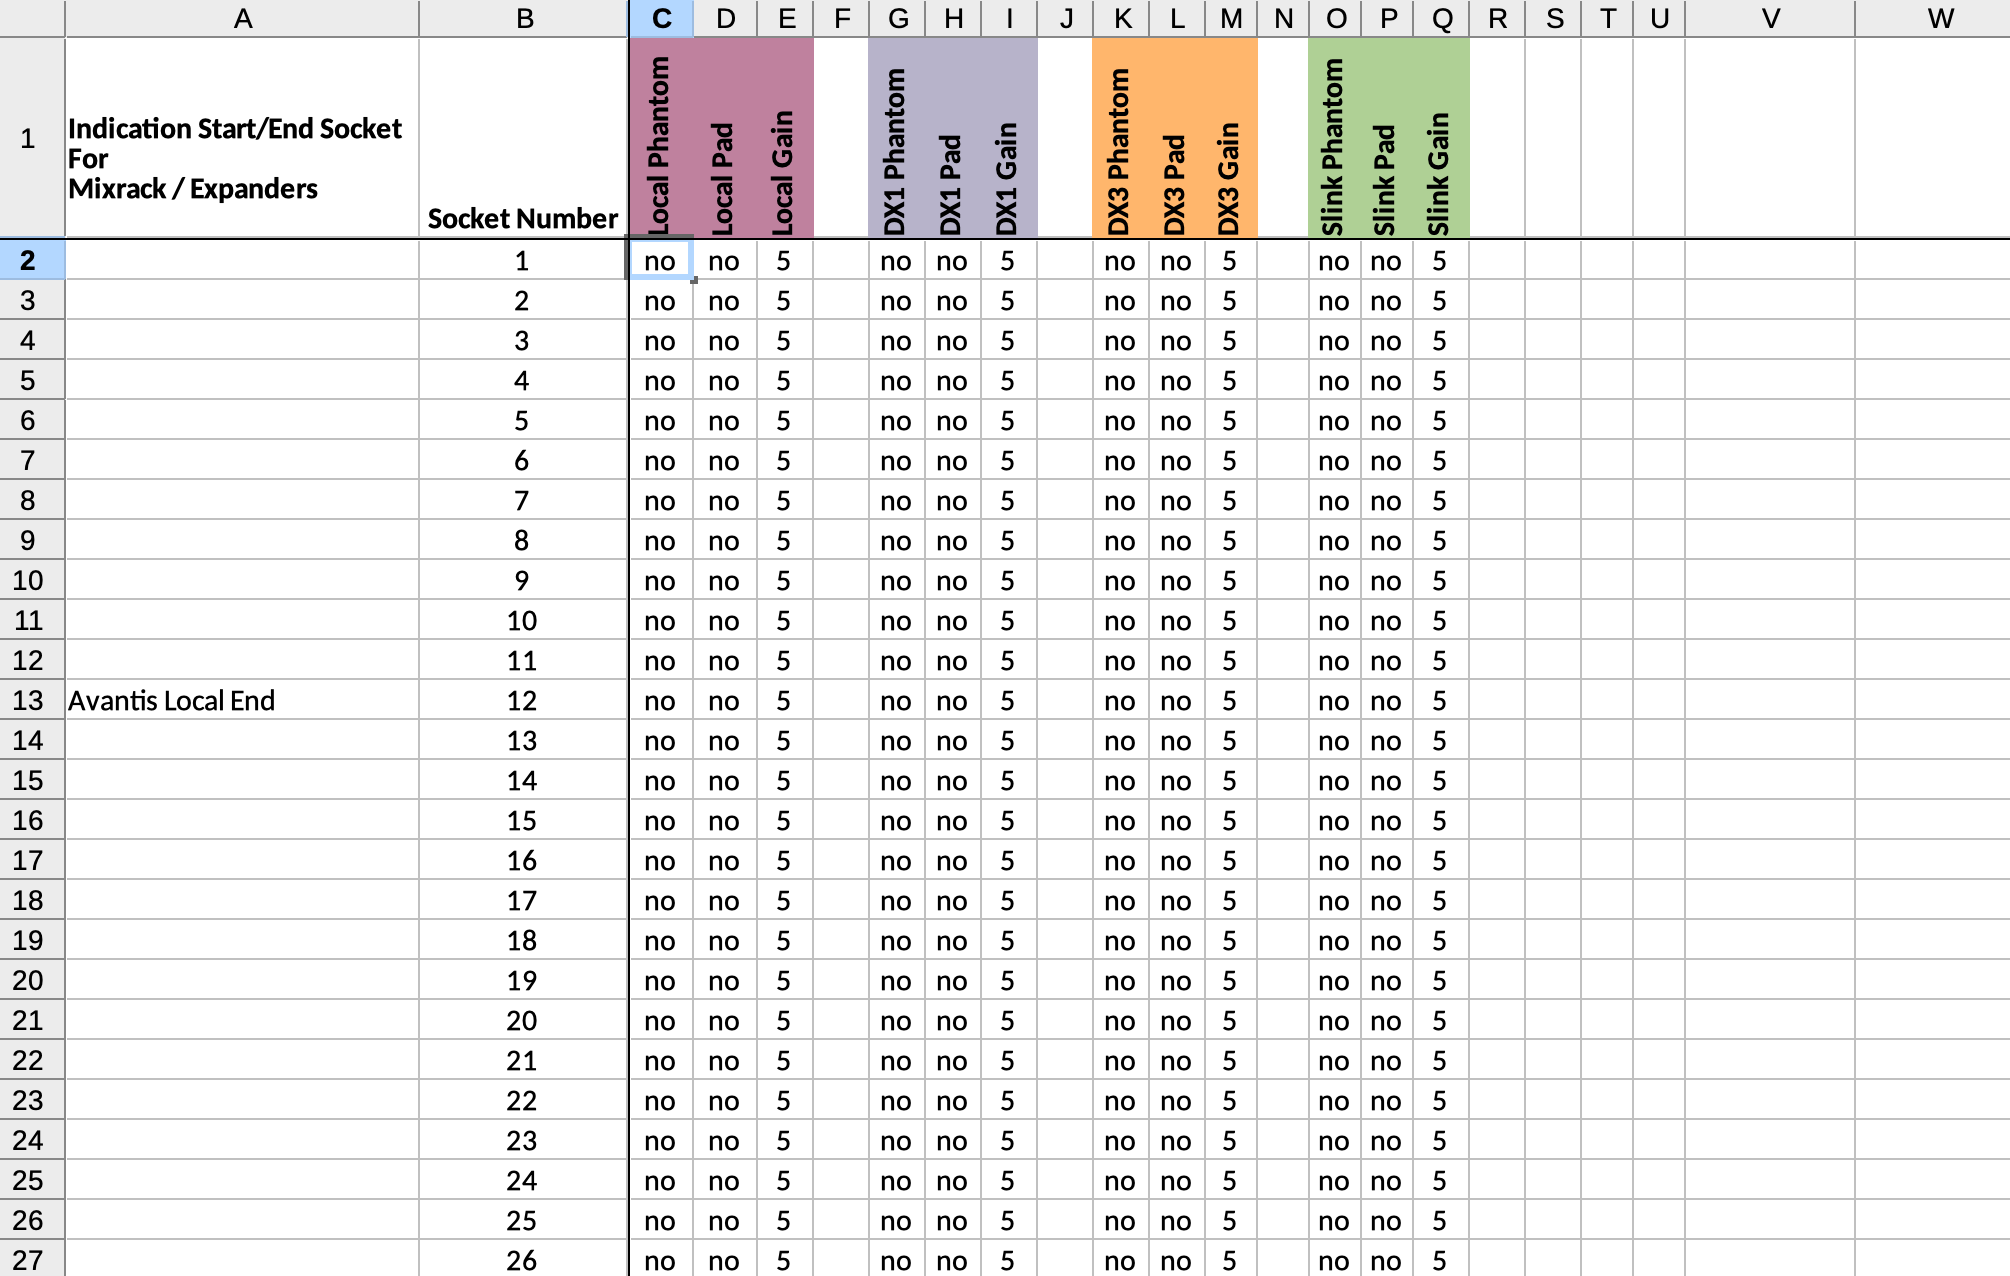 A B C D E F G H I J K L M N O P Q R S T U V W
1 Indication Start/End Socket
For
Mixrack / Expanders
Socket Number Local Phantom Local Pad Local Gain DX1 Phantom DX1 Pad DX1 Gain DX3 Phantom DX3 Pad DX3 Gain Slink Phantom Slink Pad Slink Gain
2 1 no no 5 no no 5 no no 5 no no 5
3 2 no no 5 no no 5 no no 5 no no 5
4 3 no no 5 no no 5 no no 5 no no 5
5 4 no no 5 no no 5 no no 5 no no 5
6 5 no no 5 no no 5 no no 5 no no 5
7 6 no no 5 no no 5 no no 5 no no 5
8 7 no no 5 no no 5 no no 5 no no 5
9 8 no no 5 no no 5 no no 5 no no 5
10 9 no no 5 no no 5 no no 5 no no 5
11 10 no no 5 no no 5 no no 5 no no 5
12 11 no no 5 no no 5 no no 5 no no 5
13 Avantis Local End 12 no no 5 no no 5 no no 5 no no 5
14 13 no no 5 no no 5 no no 5 no no 5
15 14 no no 5 no no 5 no no 5 no no 5
16 15 no no 5 no no 5 no no 5 no no 5
17 16 no no 5 no no 5 no no 5 no no 5
18 17 no no 5 no no 5 no no 5 no no 5
19 18 no no 5 no no 5 no no 5 no no 5
20 19 no no 5 no no 5 no no 5 no no 5
21 20 no no 5 no no 5 no no 5 no no 5
22 21 no no 5 no no 5 no no 5 no no 5
23 22 no no 5 no no 5 no no 5 no no 5
24 23 no no 5 no no 5 no no 5 no no 5
25 24 no no 5 no no 5 no no 5 no no 5
26 25 no no 5 no no 5 no no 5 no no 5
27 26 no no 5 no no 5 no no 5 no no 5